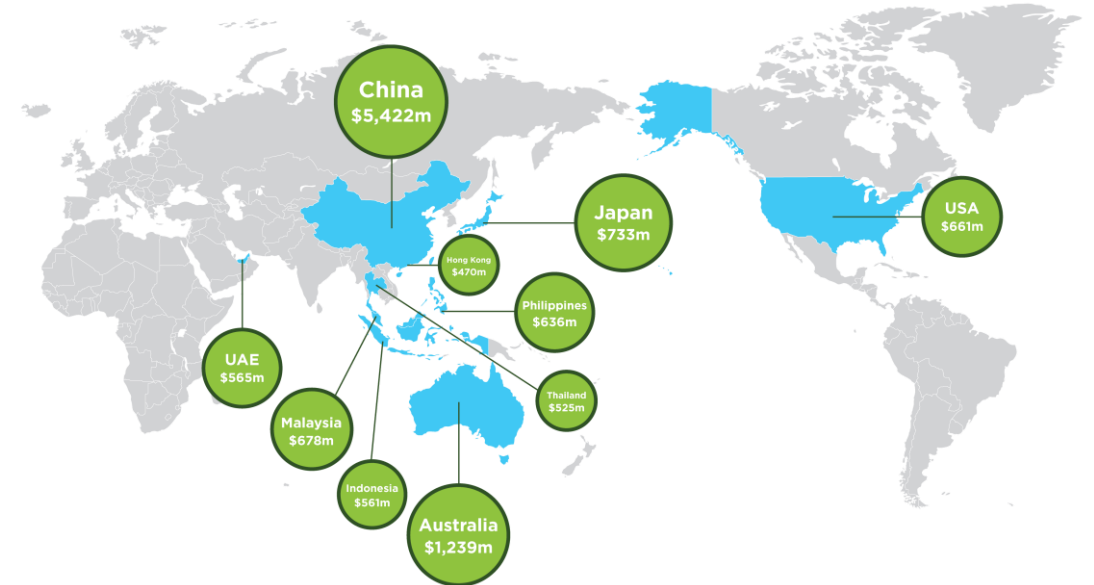 China
$5,422m
Japan
$733m
USA
$661m
Hong Kong
$470m
Philippines
$636m
UAE
$565m
Thailand
$525m
Malaysia
$678m
Indonesia
$561m
Australia
$1,239m